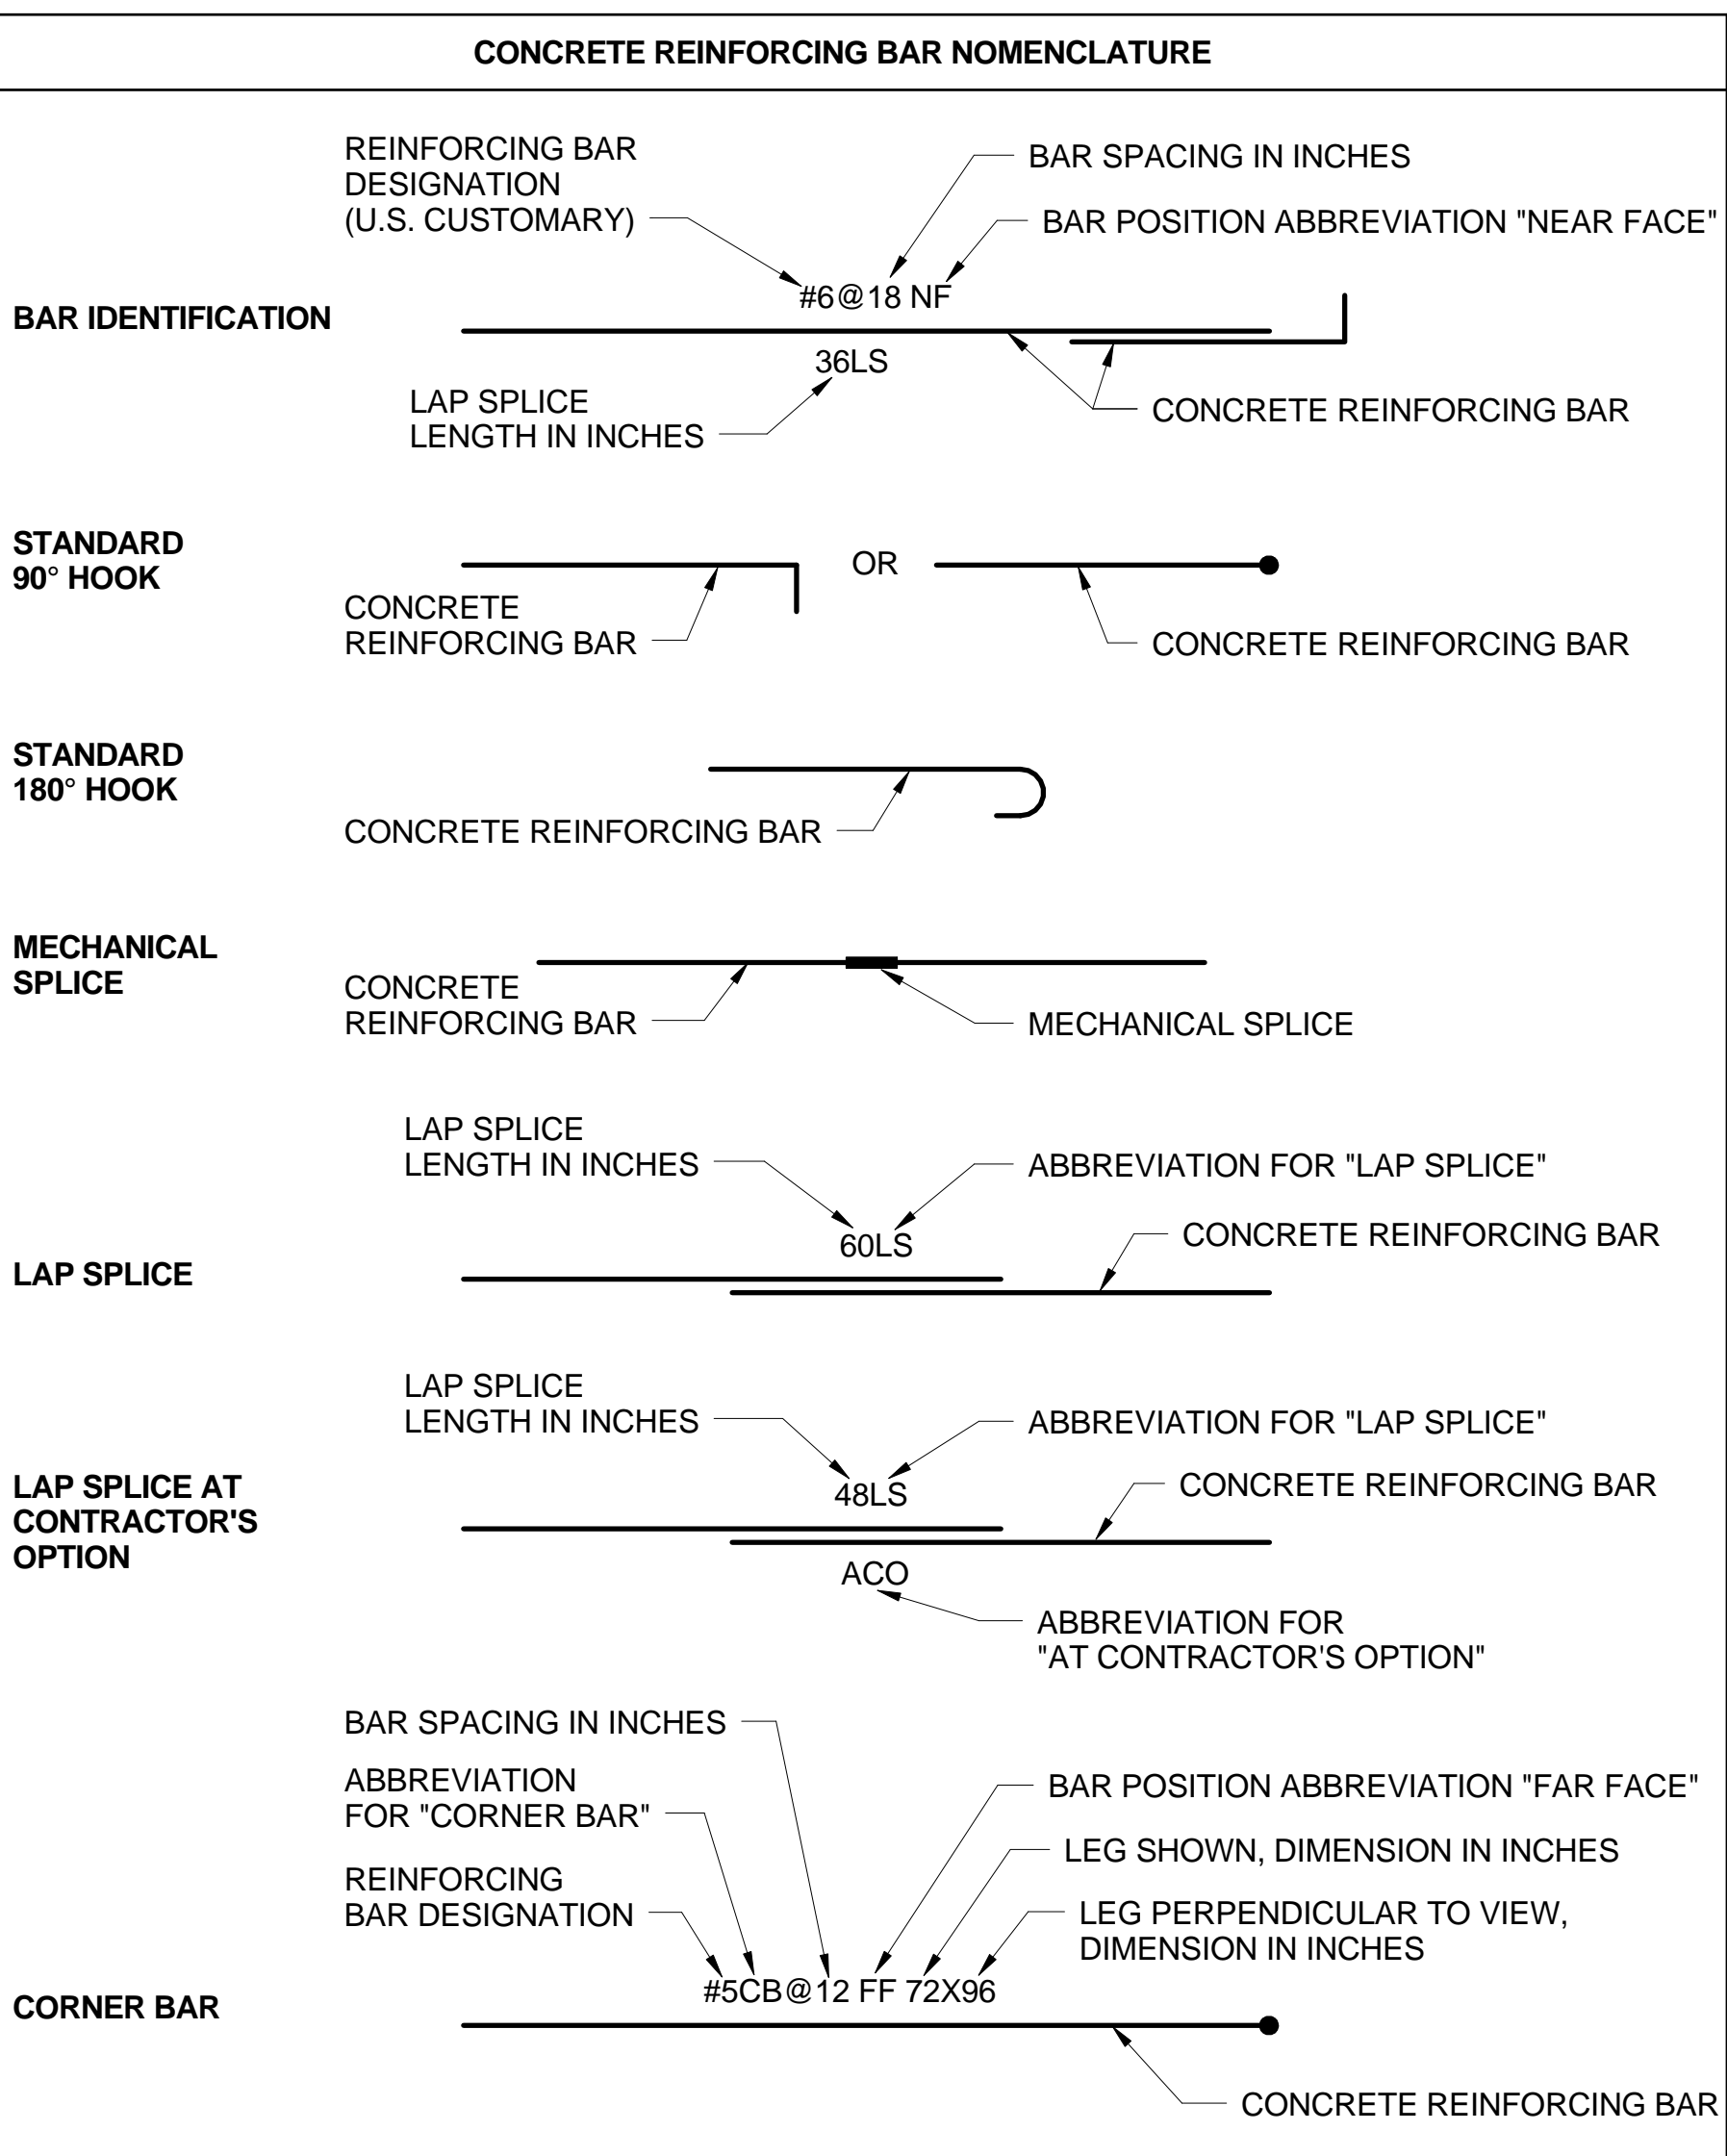 CONCRETE REINFORCING BAR NOMENCLATURE
REINFORCING BAR
DESIGNATION
(U.S. CUSTOMARY)
BAR SPACING IN INCHES
BAR POSITION ABBREVIATION "NEAR FACE"
#6@18 NF
BAR IDENTIFICATION
36LS
LAP SPLICE
LENGTH IN INCHES
CONCRETE REINFORCING BAR
STANDARD
90° HOOK
OR
CONCRETE
REINFORCING BAR
CONCRETE REINFORCING BAR
STANDARD
180° HOOK
CONCRETE REINFORCING BAR
MECHANICAL
SPLICE
CONCRETE
REINFORCING BAR
MECHANICAL SPLICE
LAP SPLICE
LENGTH IN INCHES
ABBREVIATION FOR "LAP SPLICE"
60LS
CONCRETE REINFORCING BAR
LAP SPLICE
LAP SPLICE
LENGTH IN INCHES
ABBREVIATION FOR "LAP SPLICE"
LAP SPLICE AT
CONTRACTOR'S
OPTION
48LS
CONCRETE REINFORCING BAR
ACO
ABBREVIATION FOR
"AT CONTRACTOR'S OPTION"
BAR SPACING IN INCHES
ABBREVIATION
FOR "CORNER BAR"
BAR POSITION ABBREVIATION "FAR FACE"
LEG SHOWN, DIMENSION IN INCHES
REINFORCING
BAR DESIGNATION
LEG PERPENDICULAR TO VIEW,
DIMENSION IN INCHES
#5CB@12 FF 72X96
CORNER BAR
CONCRETE REINFORCING BAR